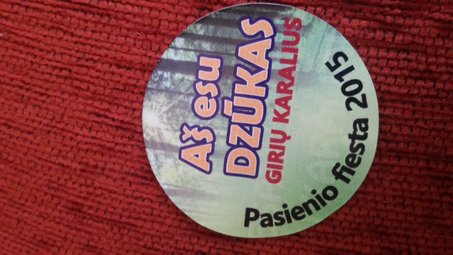 Aš esu
DZŪKAS
GIRIŲ KARALIUS
Pasienio fiesta 2015